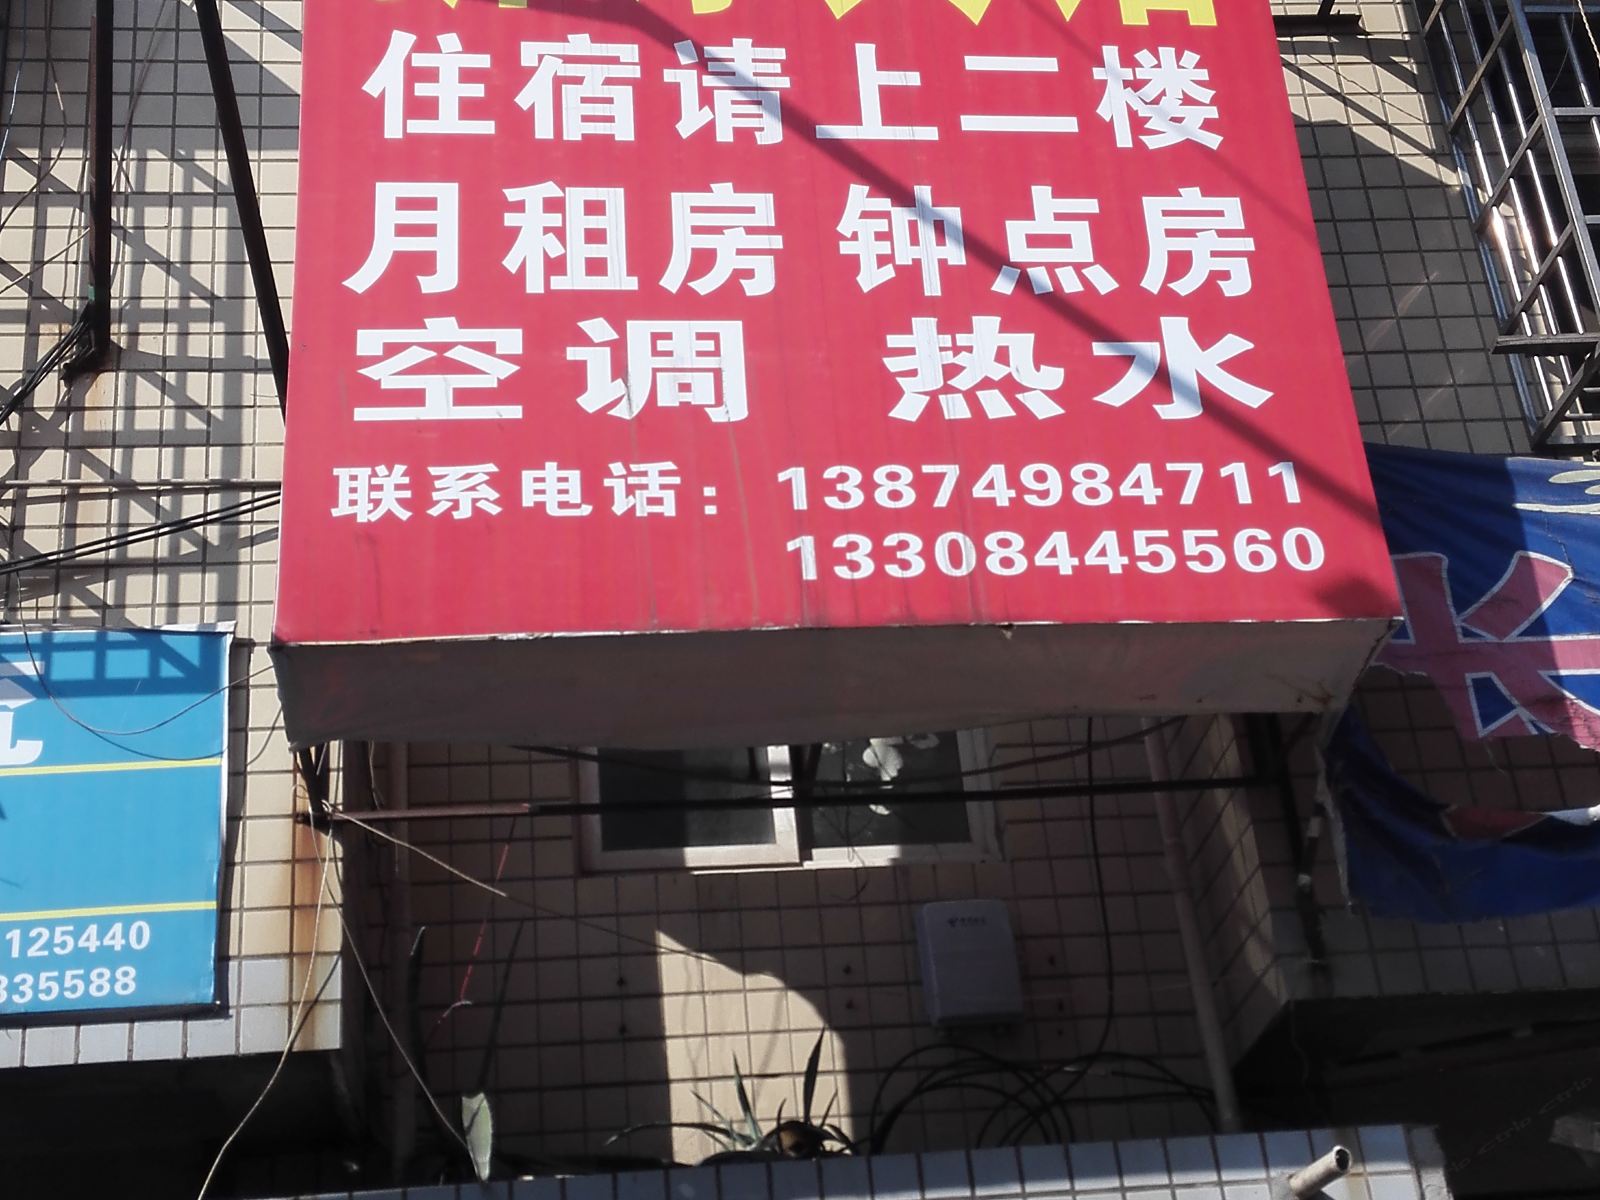 住宿请上二楼
月租房 钟点房
空调 热水
联系电话：13874984711
13308445560
长
125440
335588